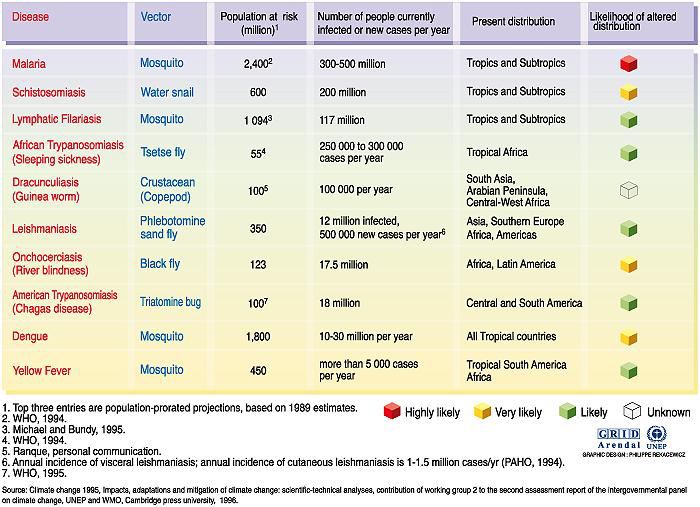 Disease Vector Population at risk (million)1 Number of people currently infected or new cases per year Present distribution Likelihood of altered distribution
Malaria Mosquito 2,4002 300-500 million Tropics and Subtropics
Schistosomiasis Water snail 600 200 million Tropics and Subtropics
Lymphatic Filariasis Mosquito 1 0943 117 million Tropics and Subtropics
African Trypanosomiasis (Sleeping sickness) Tsetse fly 554 250 000 to 300 000 cases per year Tropical Africa
Dracunculiasis (Guinea worm) Crustacean (Copepod) 1005 100 000 per year South Asia, Arabian Peninsula, Central-West Africa
Leishmaniasis Phlebotomine sand fly 350 12 million infected, 500 000 new cases per year6 Asia, Southern Europe Africa, Americas
Onchocerciasis (River blindness) Black fly 123 17.5 million Africa, Latin America
American Trypanosomiasis (Chagas disease) Triatomine bug 1007 18 million Central and South America
Dengue Mosquito 1,800 10-30 million per year All Tropical countries
Yellow Fever Mosquito 450 more than 5 000 cases per year Tropical South America Africa
1. Top three entries are population-prorated projections, based on 1989 estimates.
2. WHO, 1994.
3. Michael and Bundy, 1995.
4. WHO, 1994.
5. Ranque, personal communication.
6. Annual incidence of visceral leishmaniasis; annual incidence of cutaneous leishmaniasis is 1-1.5 million cases/yr (PAHO, 1994).
7. WHO, 1995.
Highly likely Very likely Likely Unknown
GRID
Arendal UNEP
GRAPHIC DESIGN : PHILIPPE REKACEWICZ
Source: Climate change 1995, Impacts, adaptations and mitigation of climate change: scientific-technical analyses, contribution of working group 2 to the second assessment report of the intergovernmental panel
on climate change, UNEP and WMO, Cambridge press university, 1996.